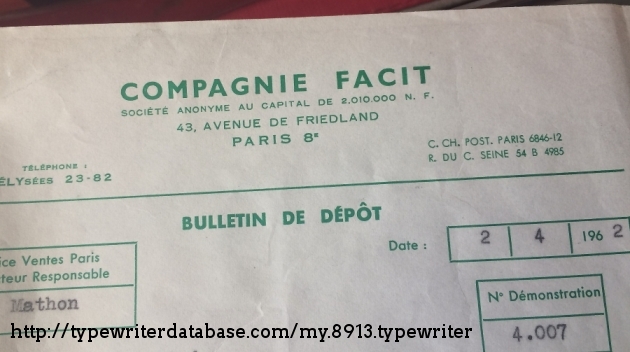 COMPAGNIE FACIT
SOCIÉTÉ ANONYME AU CAPITAL DE 2.010.000 N. F.
43, AVENUE DE FRIEDLAND
PARIS 8E
TÉLÉPHONE :
ÉLYSÉES 23-82
C. CH. POST. PARIS 6846-12
R. DU C. SEINE 54 B 4985
BULLETIN DE DÉPÔT
Date : 2 4 1962
ice Ventes Paris
teur Responsable
Mathon
N° Démonstration
4.007
http://typewriterdatabase.com/my.8913.typewriter